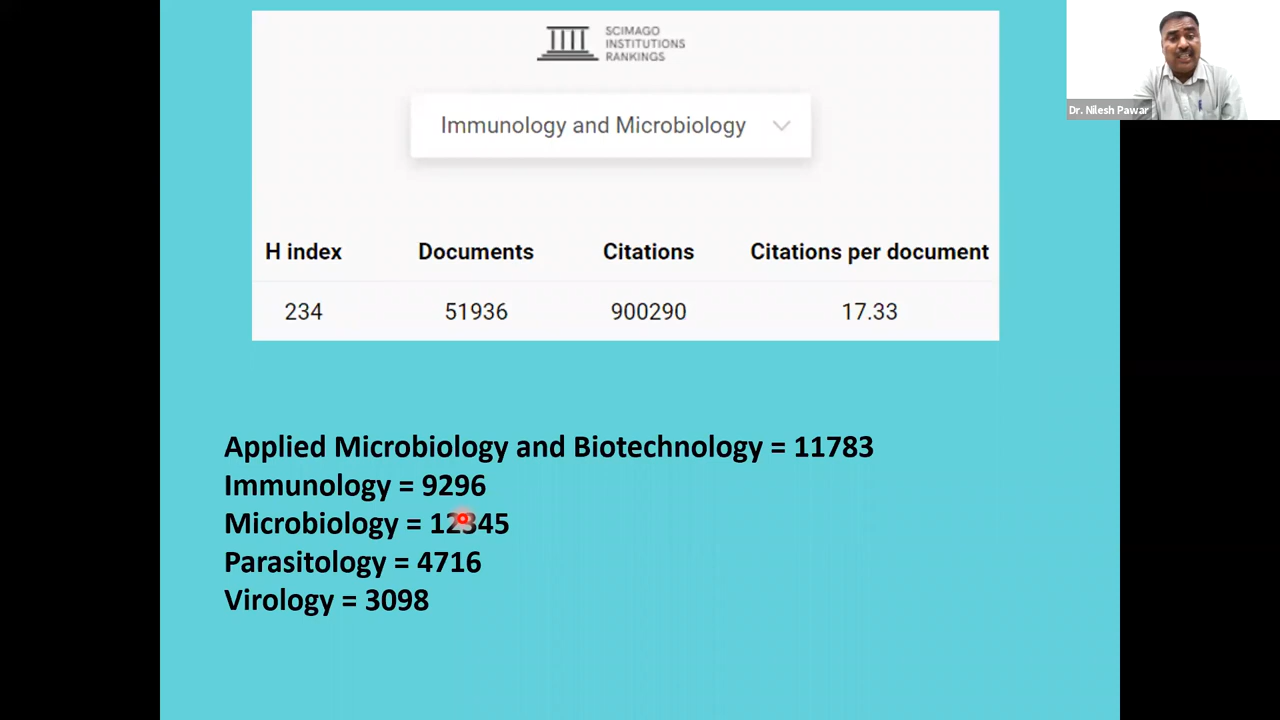 SCIMAGO
INSTITUTIONS
RANKINGS
Dr. Nilesh Pawar
Immunology and Microbiology
H index Documents Citations Citations per document
234 51936 900290 17.33
Applied Microbiology and Biotechnology = 11783
Immunology = 9296
Microbiology = 12345
Parasitology = 4716
Virology = 3098